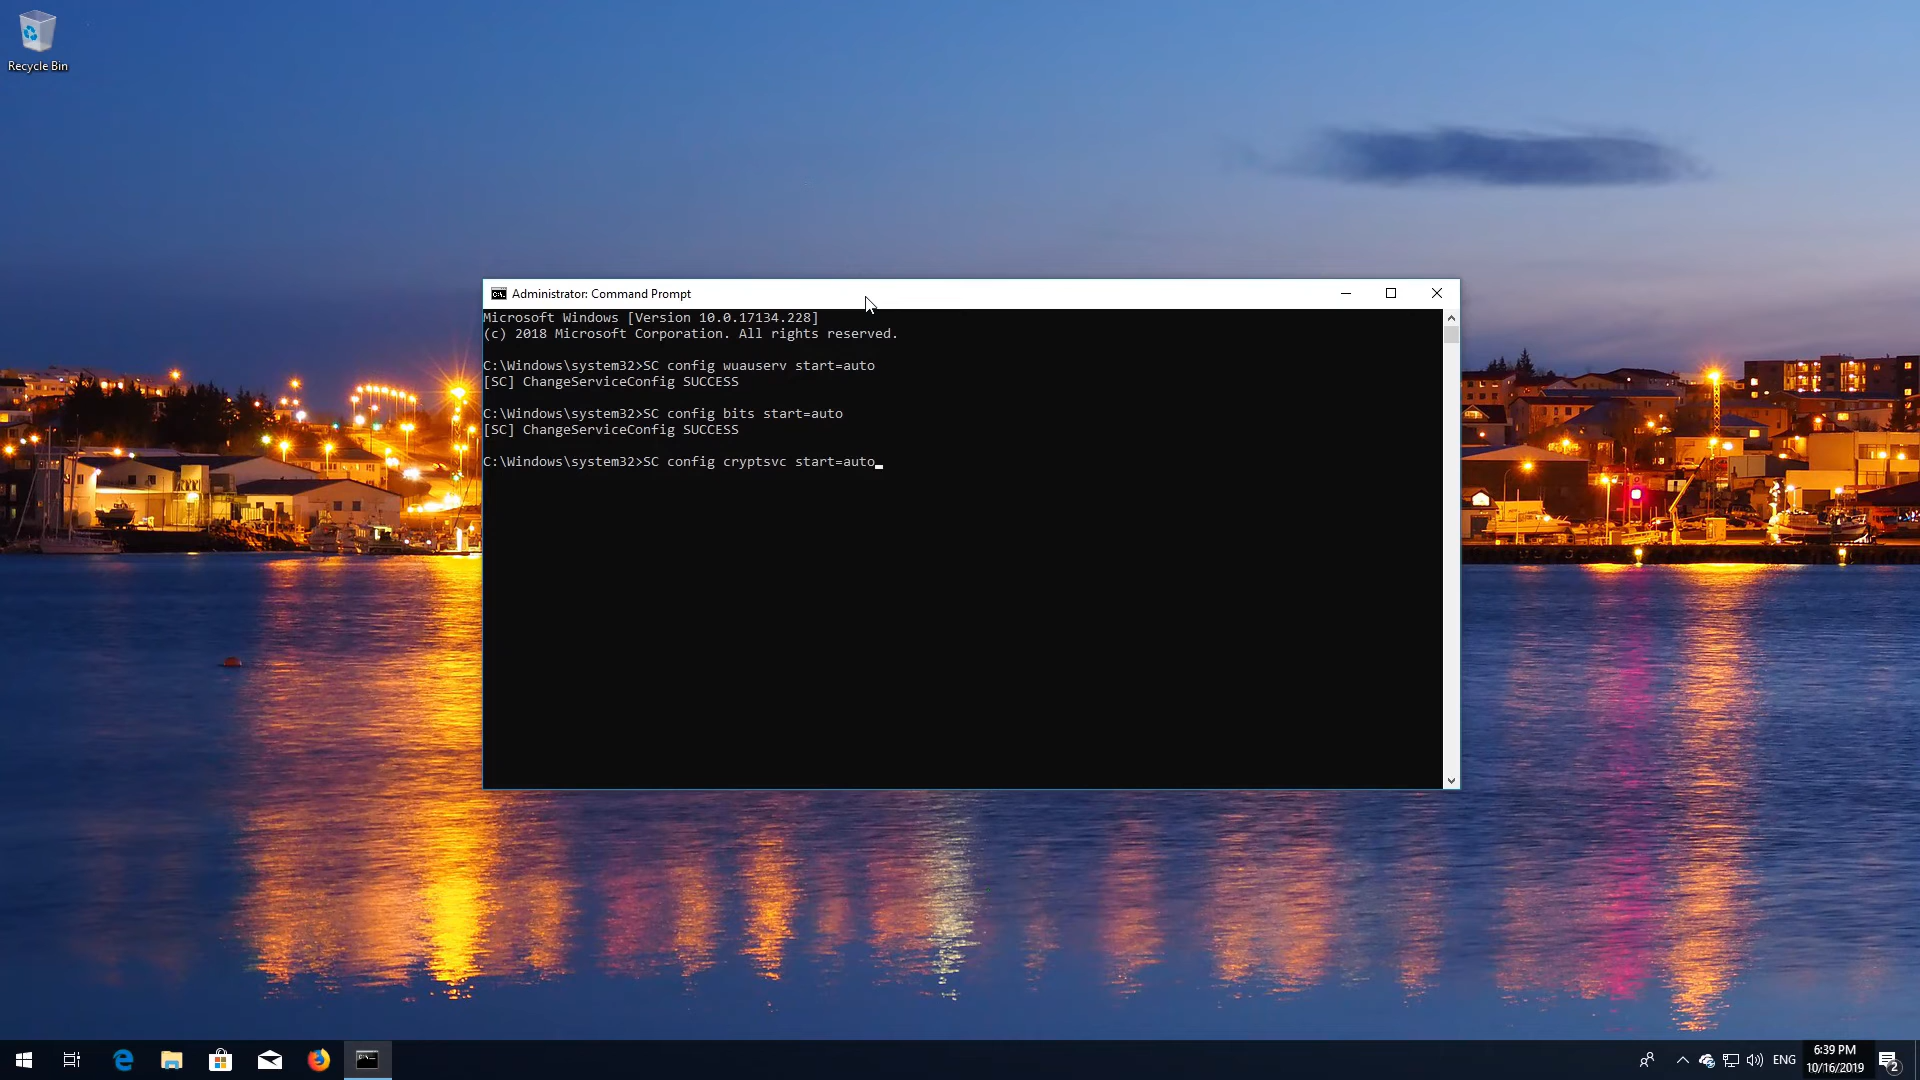 Recycle Bin
Administrator: Command Prompt
Microsoft Windows [Version 10.0.17134.228]
(c) 2018 Microsoft Corporation. All rights reserved.
C:\Windows\system32>SC config wuauserv start=auto
[SC] ChangeServiceConfig SUCCESS
C:\Windows\system32>SC config bits start=auto
[SC] ChangeServiceConfig SUCCESS
C:\Windows\system32>SC config cryptsvc start=auto
ENG
6:39 PM
10/16/2019
2